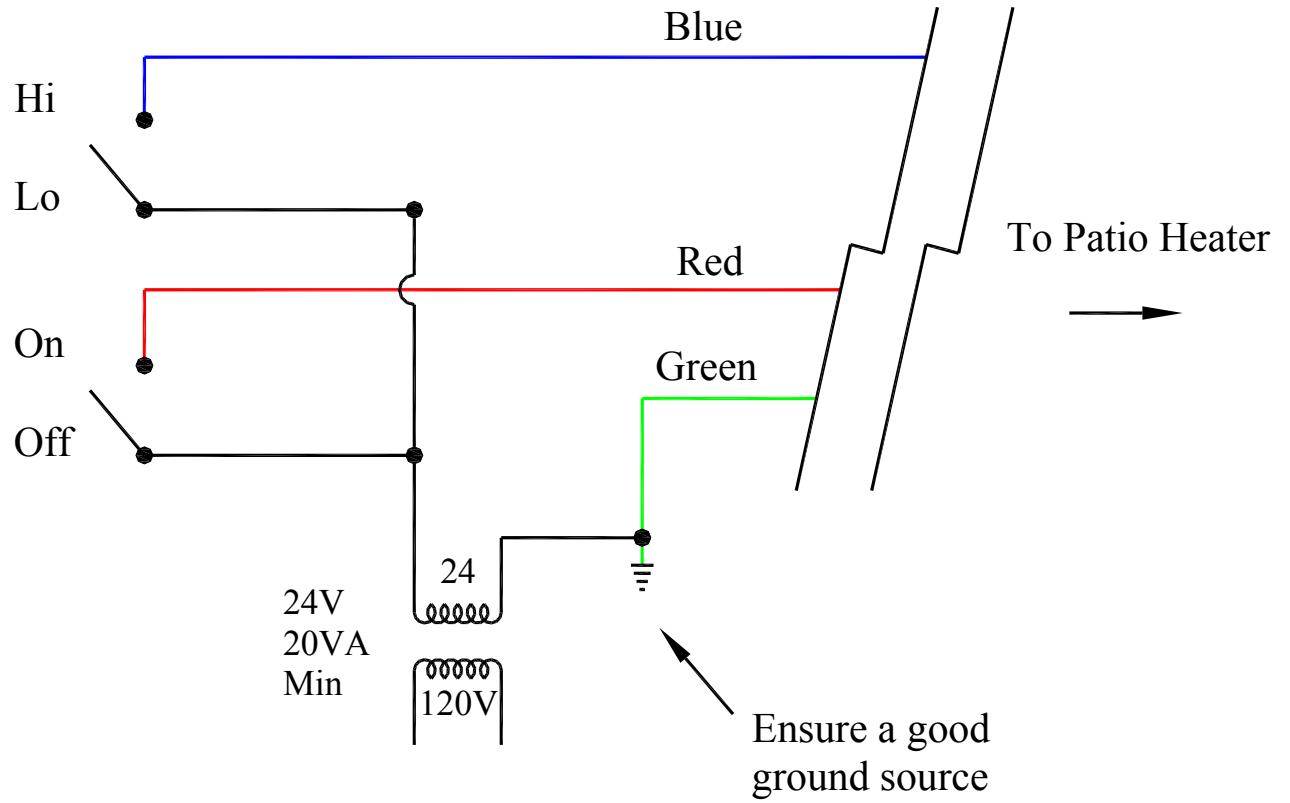 Blue
Hi
Lo
To Patio Heater
Red
On
Green
Off
24
24V
20VA
Min
120V
Ensure a good
ground source